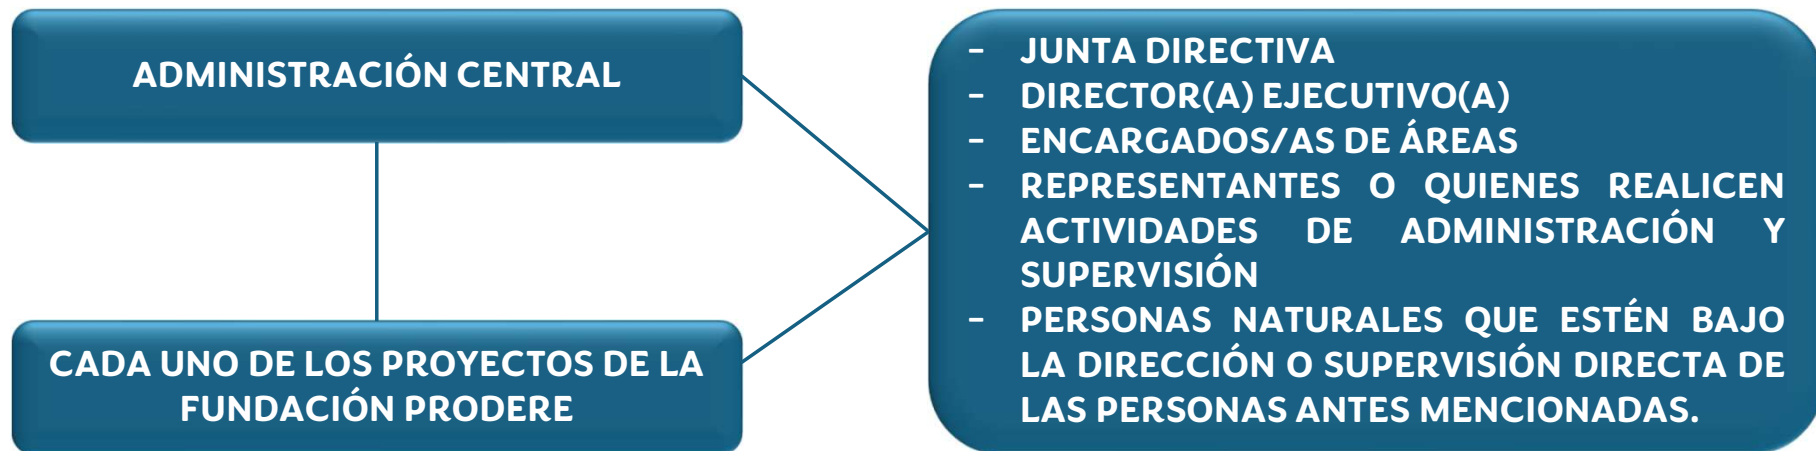 ADMINISTRACIÓN CENTRAL
CADA UNO DE LOS PROYECTOS DE LA
FUNDACIÓN PRODERE
- JUNTA DIRECTIVA
- DIRECTOR(A) EJECUTIVO(A)
- ENCARGADOS/AS DE ÁREAS
- REPRESENTANTES O QUIENES REALICEN
ACTIVIDADES DE ADMINISTRACIÓN Y
SUPERVISIÓN
- PERSONAS NATURALES QUE ESTÉN BAJO
LA DIRECCIÓN O SUPERVISIÓN DIRECTA DE
LAS PERSONAS ANTES MENCIONADAS.